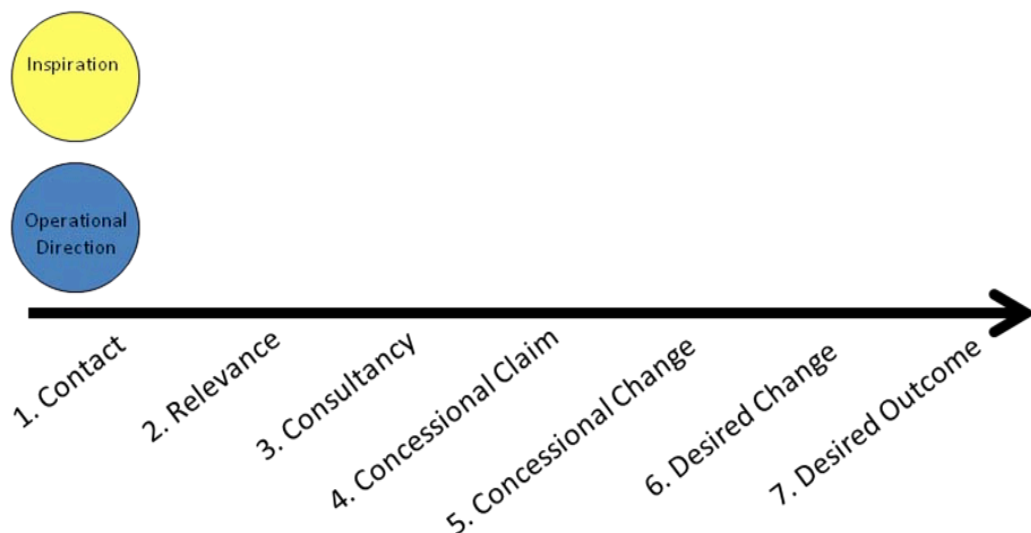 Inspiration
Operational
Direction
1. Contact
2. Relevance
3. Consultancy
4. Concessional Claim
5. Concessional Change
6. Desired Change
7. Desired Outcome